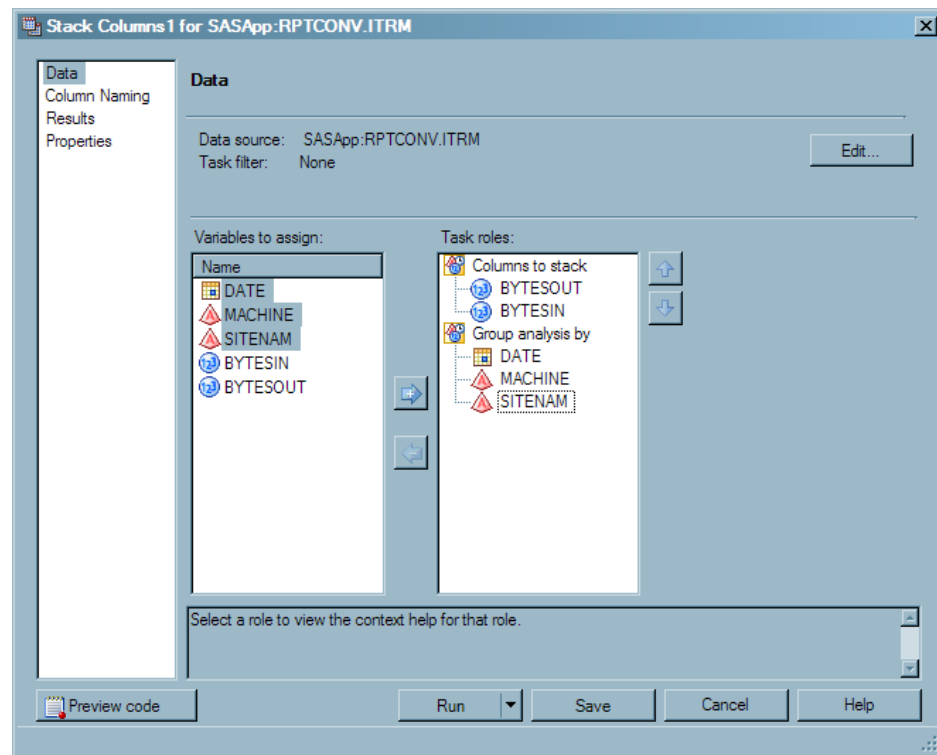 Stack Columns1 for SASApp:RPTCONV.ITRM
Data
Column Naming
Results
Properties
Data
Data source: SASApp:RPTCONV.ITRM
Task filter: None
Edit...
Variables to assign:
Name
DATE
MACHINE
SITENAM
BYTESIN
BYTESOUT
Task roles:
Columns to stack
BYTESOUT
BYTESIN
Group analysis by
DATE
MACHINE
SITENAM
Select a role to view the context help for that role.
Preview code
Run
Save
Cancel
Help